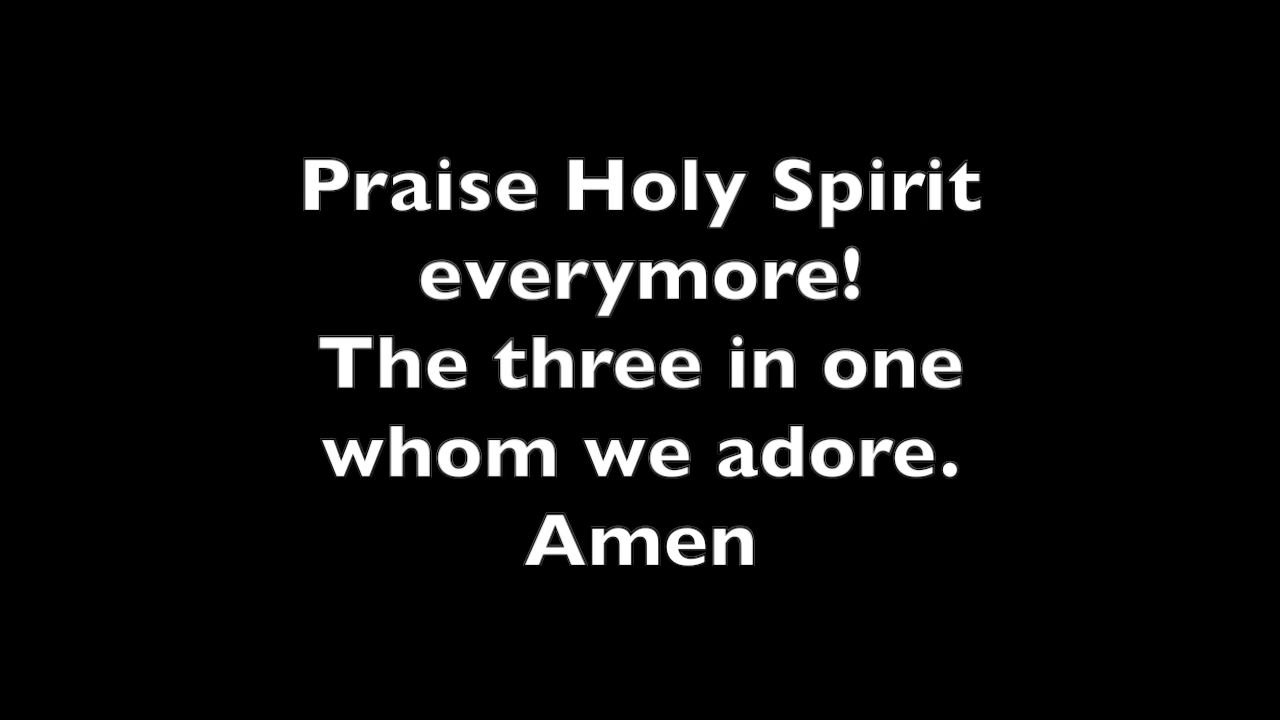 Praise Holy Spirit
everymore!
The three in one
whom we adore.
Amen